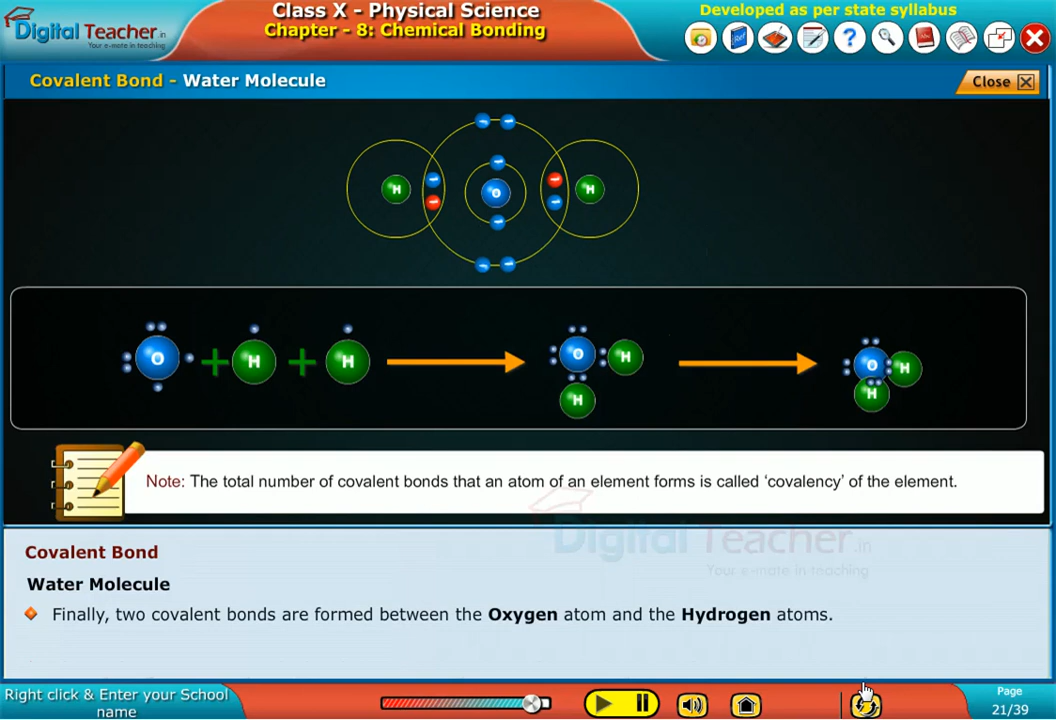 Digital Teacher.in
Your e-mate in teaching
Class X - Physical Science
Chapter - 8: Chemical Bonding
Developed as per state syllabus
Covalent Bond - Water Molecule
Close
H O H
O + H + H O H H O H H
Note: The total number of covalent bonds that an atom of an element forms is called ‘covalency’ of the element.
Digital Teacher.in
Your e-mate in teaching
Covalent Bond
Water Molecule
Finally, two covalent bonds are formed between the Oxygen atom and the Hydrogen atoms.
Right click & Enter your School
name
Page
21/39